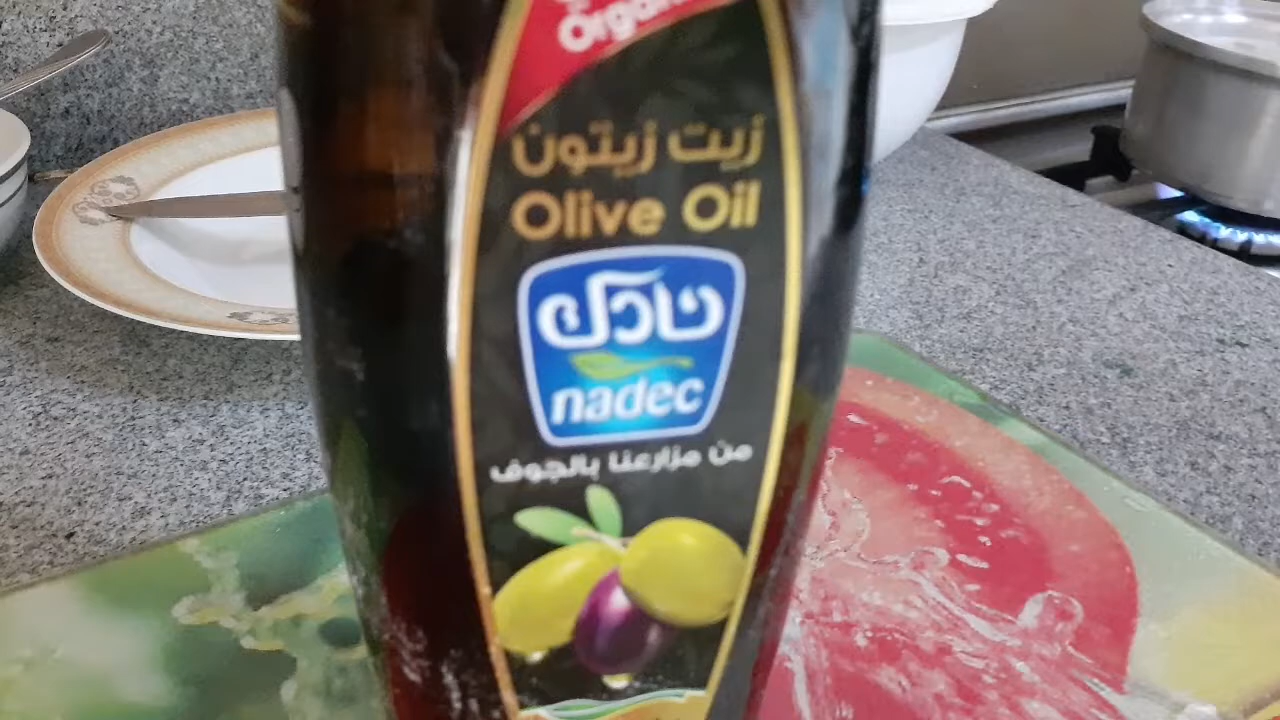 Organic
زيت زيتون
Olive Oil
نادك
nadec
من مزارعنا بالجوف